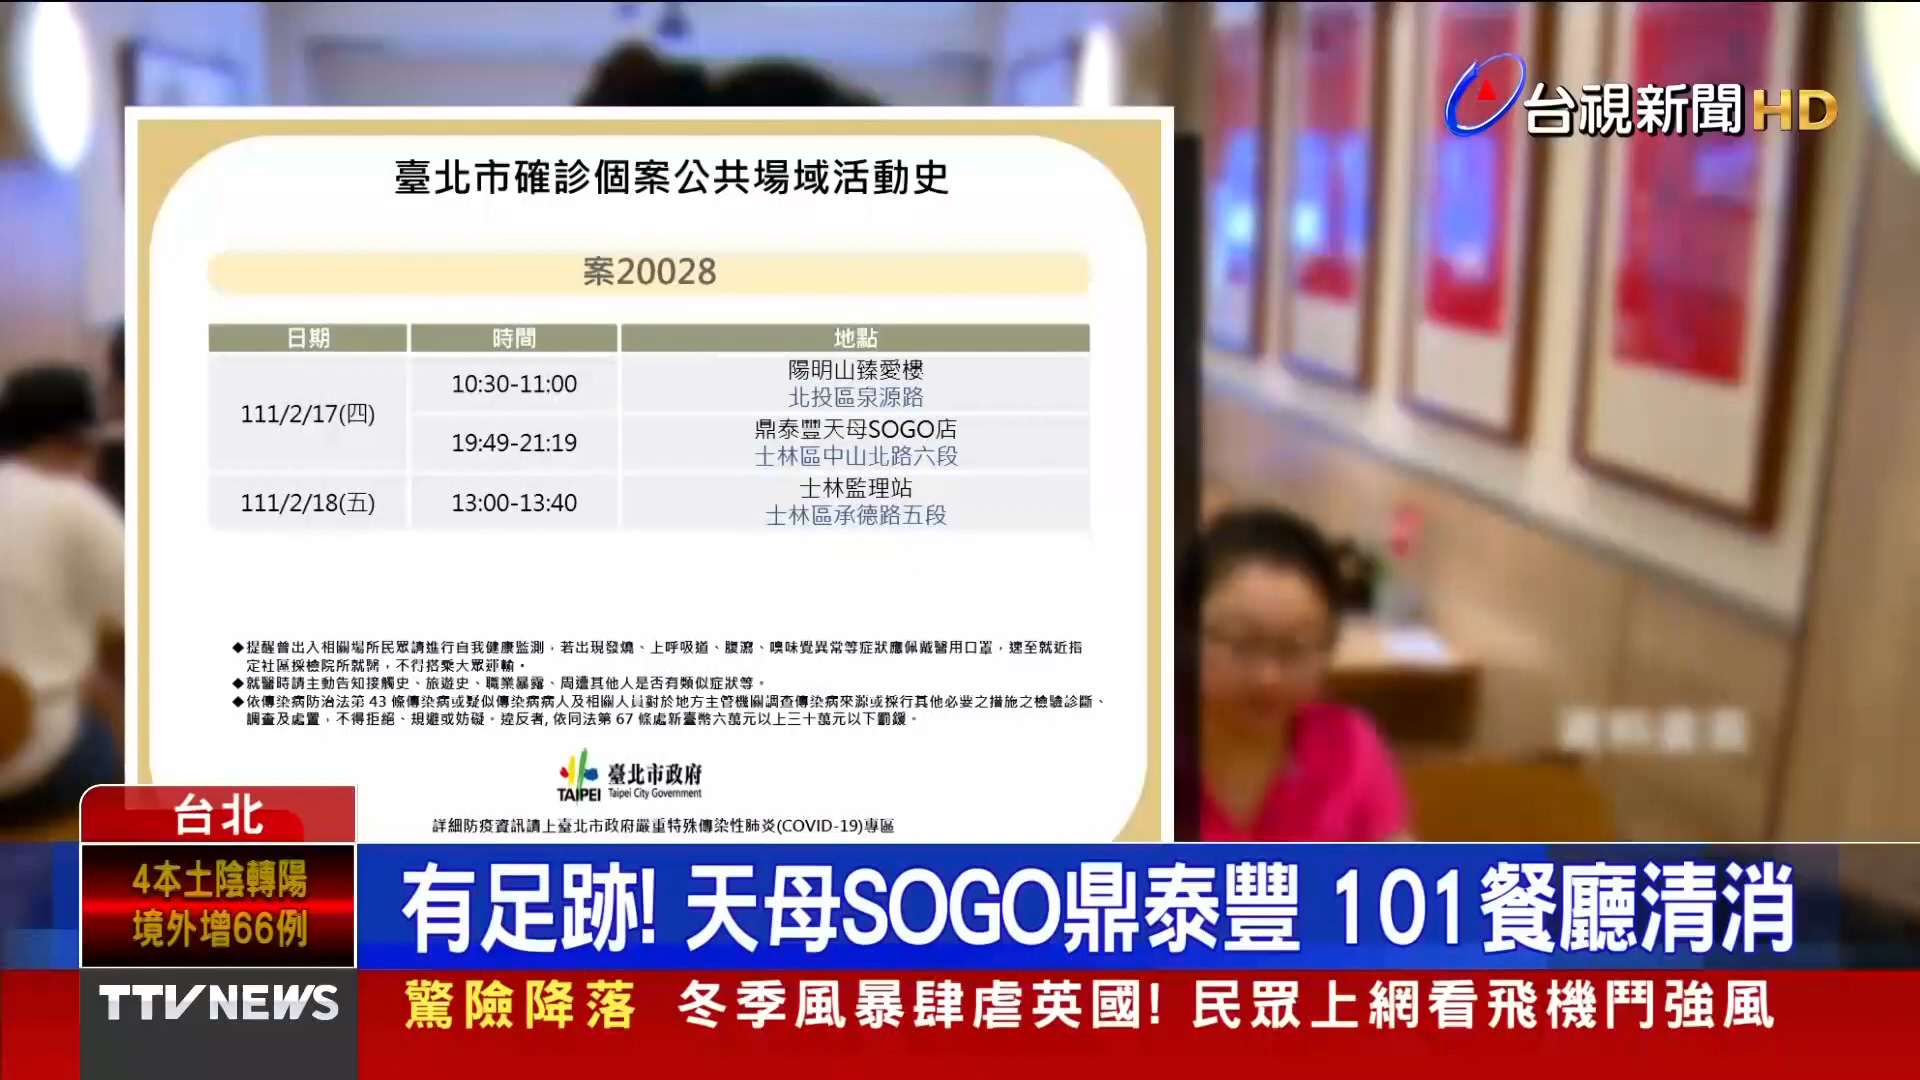 台視新聞HD
臺北市確診個案公共場域活動史
案20028
日期 時間 地點
111/2/17(四)
10:30-11:00
陽明山臻愛樓
北投區泉源路
19:49-21:19
鼎泰豐天母SOGO店
士林區中山北路六段
111/2/18(五)
13:00-13:40
士林監理站
士林區承德路五段
◆提醒曾出入相關場所民眾請進行自我健康監測，若出現發燒、上呼吸道、腹瀉、嗅味覺異常等症狀應佩戴醫用口罩，速至就近指
定社區採檢院所就醫，不得搭乘大眾運輸。
◆就醫時請主動告知接觸史、旅遊史、職業暴露、周遭其他人是否有類似症狀等。
◆依傳染病防治法第 43 條傳染病或疑似傳染病病人及相關人員對於地方主管機關調查傳染病來源或採行其他必要之措施之檢驗診斷、
調查及處置，不得拒絕、規避或妨礙。違反者, 依同法第 67 條處新臺幣六萬元以上三十萬元以下罰鍰。
臺北市政府
TAIPEI Taipei City Government
詳細防疫資訊請上臺北市政府嚴重特殊傳染性肺炎(COVID-19)專區
台北
4本土陰轉陽
境外增66例
有足跡! 天母SOGO鼎泰豐 101餐廳清消
TTV NEWS
驚險降落 冬季風暴肆虐英國! 民眾上網看飛機鬥強風